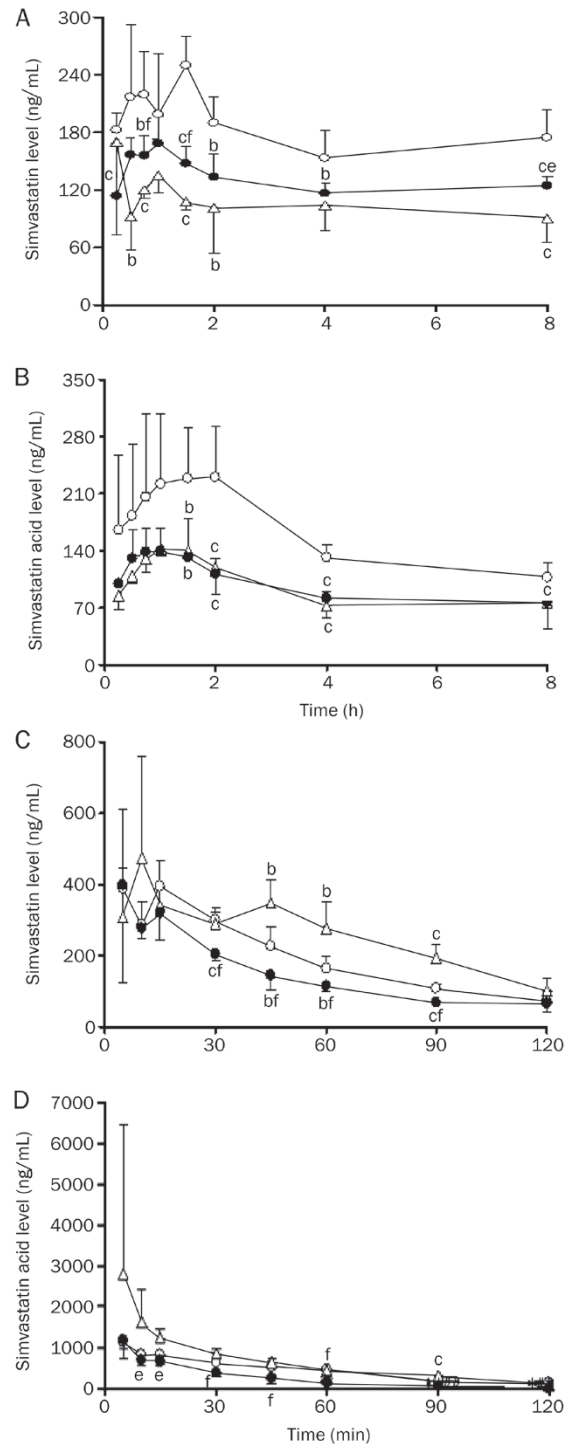 A
Simvastatin level (ng/mL)
300
240
180
120
60
0
c
bf
cf
b
b
ce
b
c
c
b
c
0
2
4
6
8
B
Simvastatin acid level (ng/mL)
350
280
210
140
70
0
b
c
b
c
c
c
c
0
2
4
6
8
Time (h)
C
Simvastatin level (ng/mL)
800
600
400
200
0
b
b
c
cf
bf
bf
cf
0
30
60
90
120
D
Simvastatin acid level (ng/mL)
7000
6000
5000
4000
3000
2000
1000
0
f
c
e
e
f
f
0
30
60
90
120
Time (min)